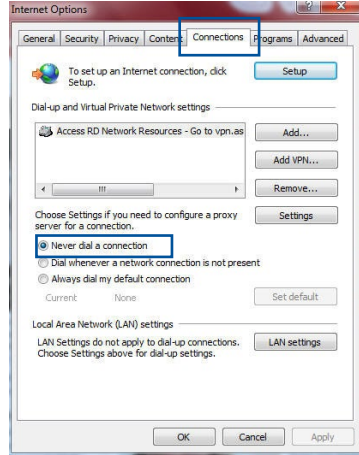 Internet Options
General Security Privacy Content Connections Programs Advanced
To set up an Internet connection, click
Setup.
Setup
Dial-up and Virtual Private Network settings
Access RD Network Resources - Go to vpn.as
Add...
Add VPN...
Remove...
Choose Settings if you need to configure a proxy
server for a connection.
Settings
Never dial a connection
Dial whenever a network connection is not present
Always dial my default connection
Current None
Set default
Local Area Network (LAN) settings
LAN Settings do not apply to dial-up connections.
Choose Settings above for dial-up settings.
LAN settings
OK Cancel Apply